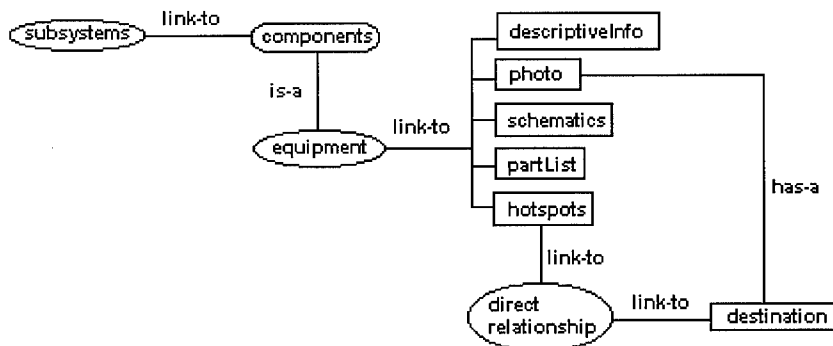 link-to
subsystems
components
descriptiveInfo
photo
is-a
link-to
schematics
equipment
partList
has-a
hotspots
link-to
direct
relationship
link-to
destination